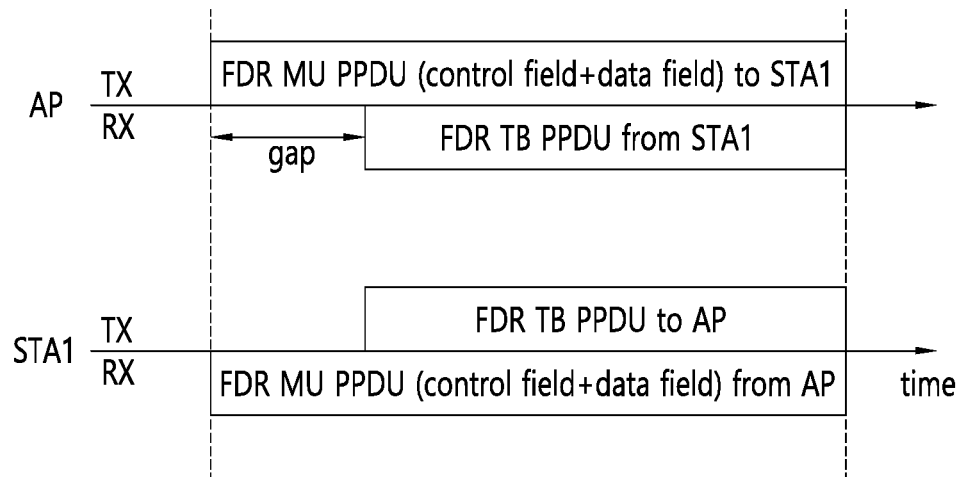 FDR MU PPDU (control field+data field) to STA1
AP
TX
RX
FDR TB PPDU from STA1
gap
FDR TB PPDU to AP
STA1
TX
RX
FDR MU PPDU (control field+data field) from AP
time